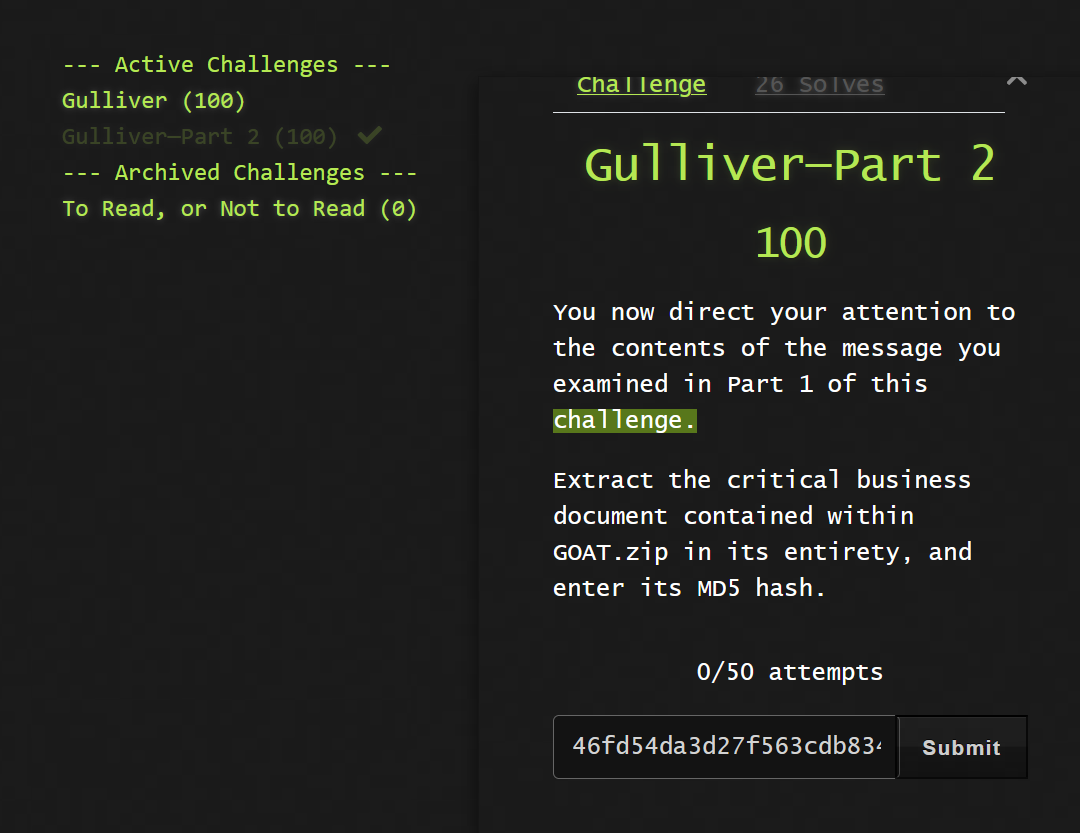 --- Active Challenges ---
Gulliver (100)
Gulliver—Part 2 (100)
--- Archived Challenges ---
To Read, or Not to Read (0)
Challenge 26 Solves
Gulliver—Part 2
100
You now direct your attention to
the contents of the message you
examined in Part 1 of this
challenge.
Extract the critical business
document contained within
GOAT.zip in its entirety, and
enter its MD5 hash.
0/50 attempts
46fd54da3d27f563cdb834
Submit